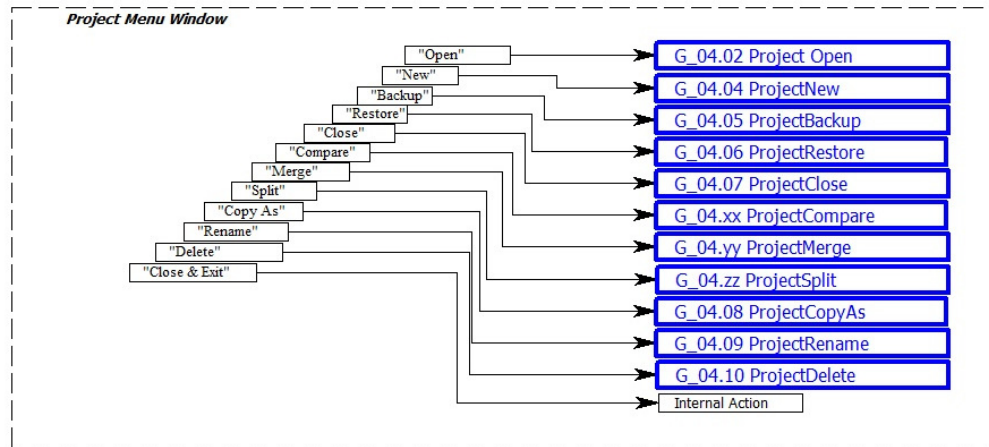 Project Menu Window
"Open"
G_04.02 Project Open
"New"
G_04.04 ProjectNew
"Backup"
G_04.05 ProjectBackup
"Restore"
G_04.06 ProjectRestore
"Close"
G_04.07 ProjectClose
"Compare"
G_04.xx ProjectCompare
"Merge"
G_04.yy ProjectMerge
"Split"
G_04.zz ProjectSplit
"Copy As"
G_04.08 ProjectCopyAs
"Rename"
G_04.09 ProjectRename
"Delete"
G_04.10 ProjectDelete
"Close & Exit"
Internal Action